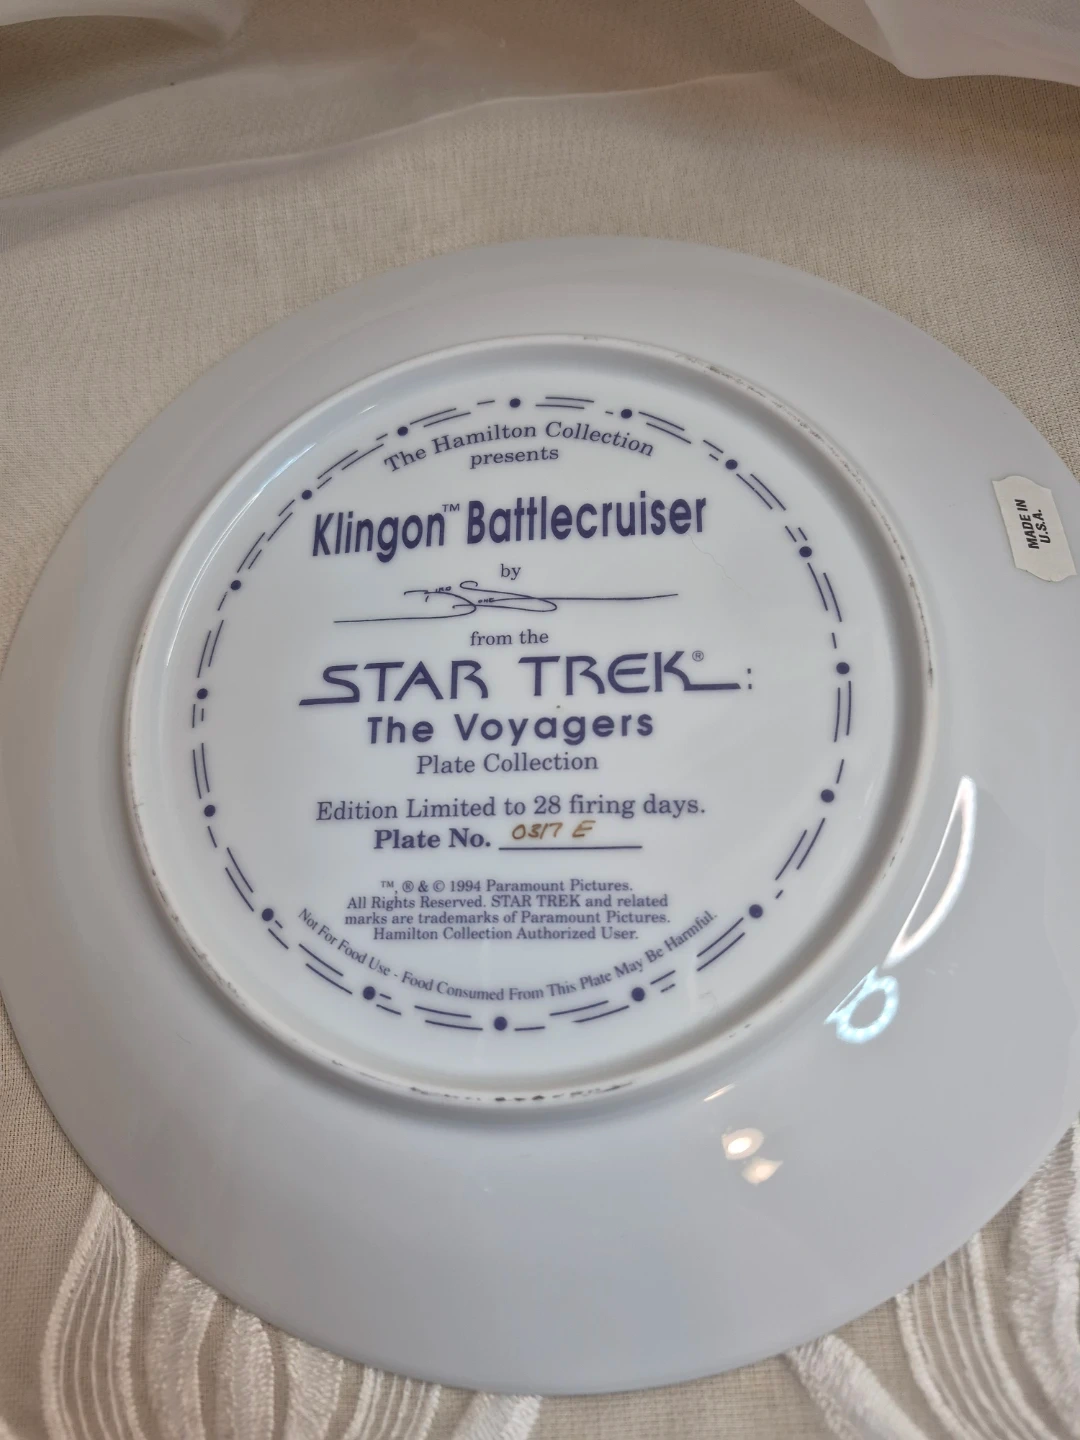 The Hamilton Collection
presents
Klingon™ Battlecruiser
by
from the
STAR TREK®:
The Voyagers
Plate Collection
Edition Limited to 28 firing days.
Plate No. 0317 E
™, ® & © 1994 Paramount Pictures.
All Rights Reserved. STAR TREK and related
marks are trademarks of Paramount Pictures.
Hamilton Collection Authorized User.
Not For Food Use - Food Consumed From This Plate May Be Harmful.
MADE IN
U.S.A.